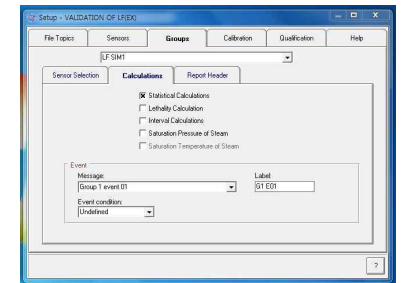 Setup - VALIDATION OF LF(EX)
File Topics Sensors Groups Calibration Qualification Help
LF SIM1
Sensor Selection Calculations Report Header
Statistical Calculations
Lethality Calculation
Interval Calculations
Saturation Pressure of Steam
Saturation Temperature of Steam
Event
Message: Label:
Group 1 event 01 G1 E01
Event condition:
Undefined
?